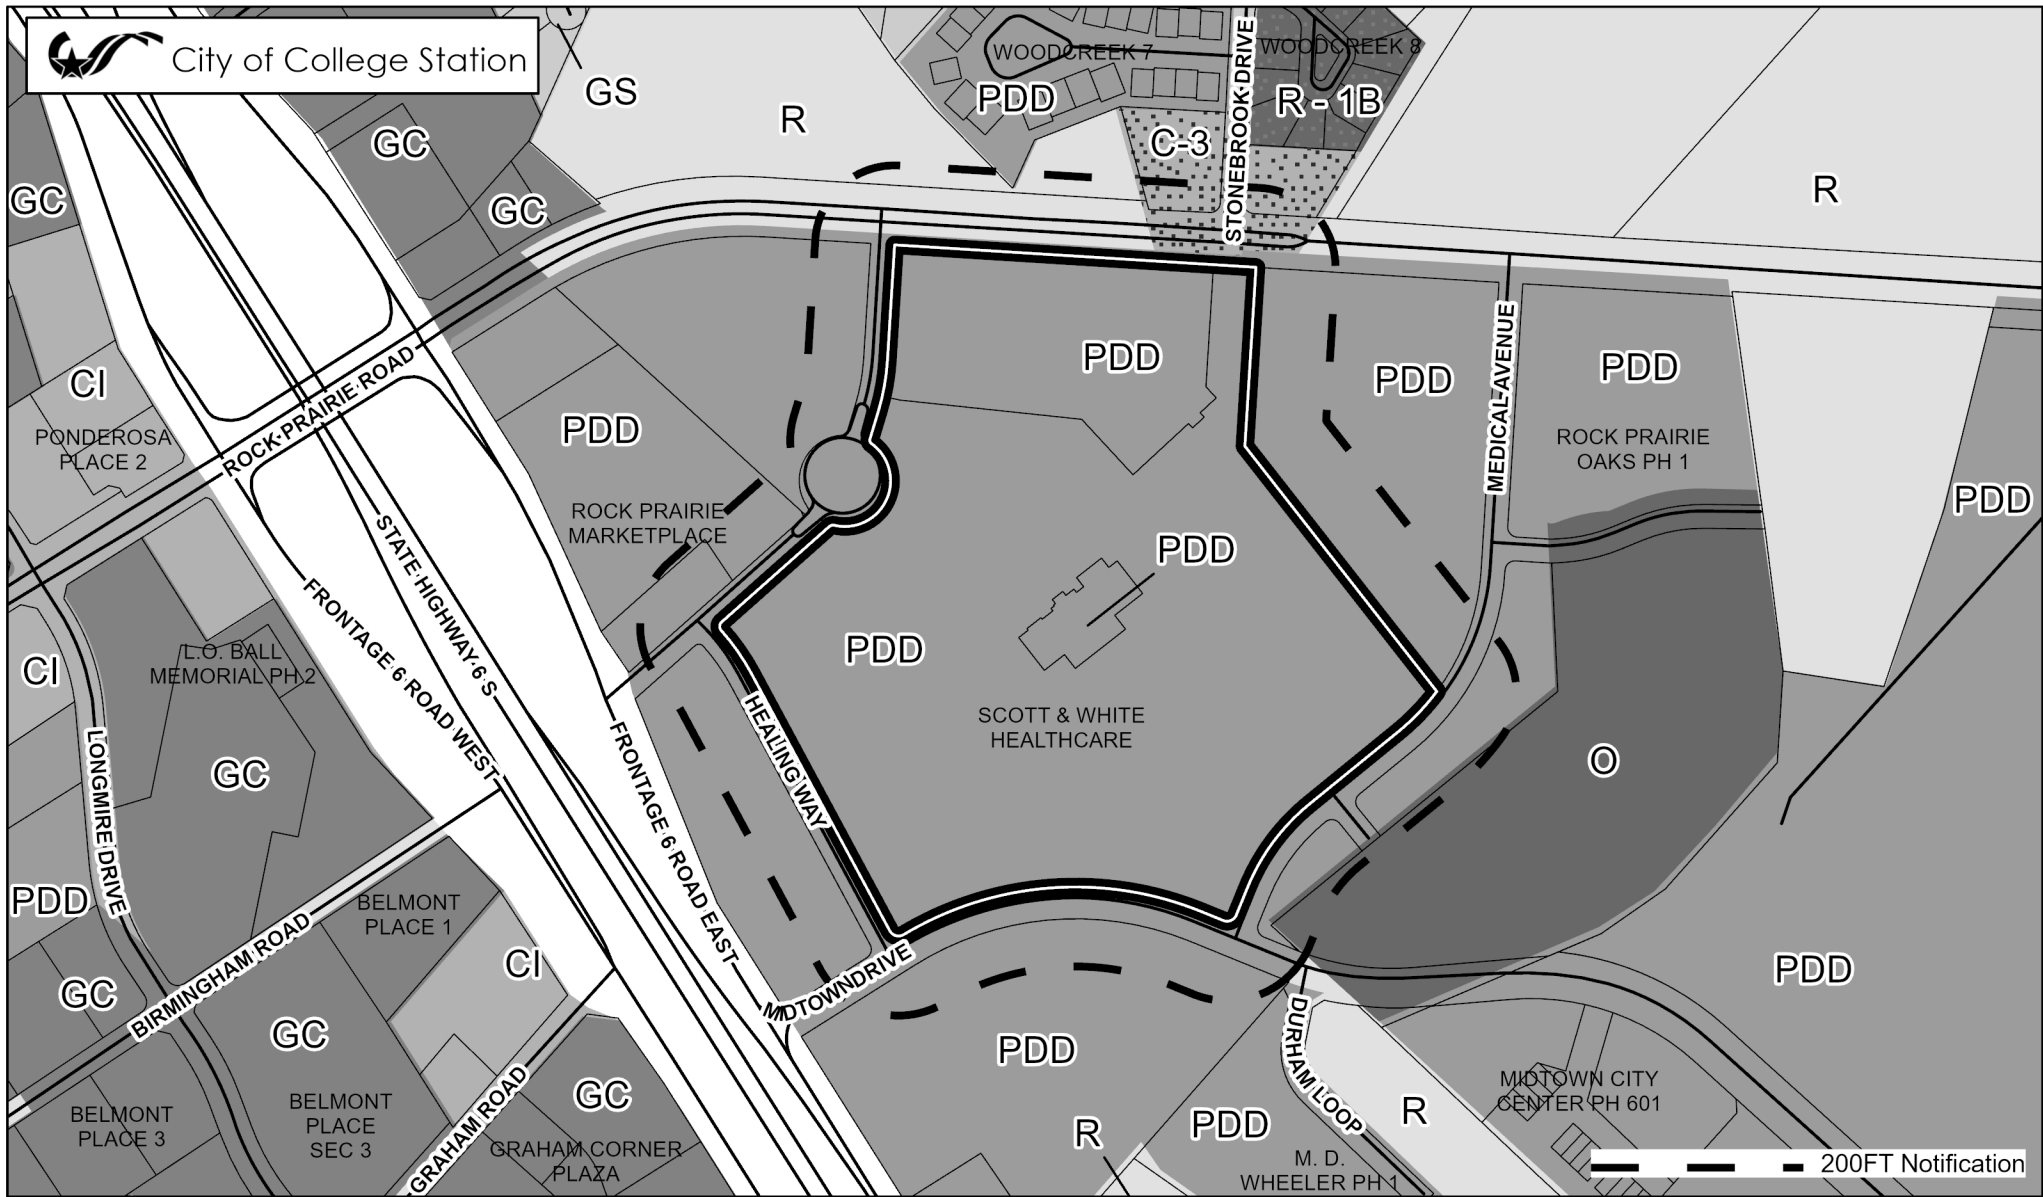 City of College Station
GS
R
WOODCREEK 7
PDD
STONEBROOK DRIVE
WOODCREEK 8
R - 1B
C-3
GC
GC
GC
R
CI
PONDEROSA
PLACE 2
ROCK PRAIRIE ROAD
PDD
ROCK PRAIRIE
MARKETPLACE
PDD
PDD
MEDICAL AVENUE
PDD
ROCK PRAIRIE
OAKS PH 1
PDD
STATE HIGHWAY 6 S
FRONTAGE 6 ROAD WEST
PDD
PDD
SCOTT & WHITE
HEALTHCARE
CI
L.O. BALL
MEMORIAL PH 2
LONGMIRE DRIVE
GC
FRONTAGE 6 ROAD EAST
HEALING WAY
O
PDD
BELMONT
PLACE 1
CI
BIRMINGHAM ROAD
MIDTOWN DRIVE
PDD
GC
GC
PDD
DURHAM LOOP
GC
BELMONT
PLACE 3
BELMONT
PLACE
SEC 3
GRAHAM ROAD
GRAHAM CORNER
PLAZA
R
PDD
R
MIDTOWN CITY
CENTER PH 601
M. D.
WHEELER PH 1
200FT Notification